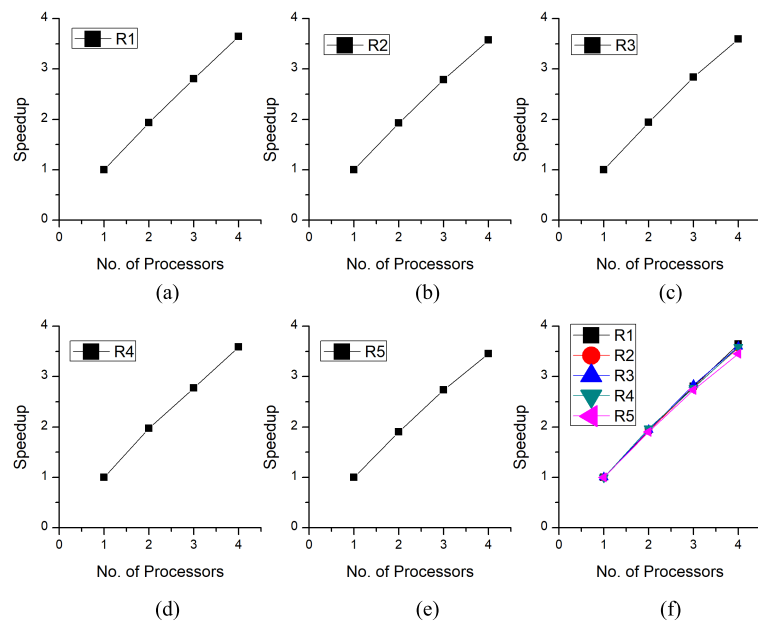 R1
4
3
2
1
0
Speedup
0 1 2 3 4
No. of Processors
(a)
R2
4
3
2
1
0
Speedup
0 1 2 3 4
No. of Processors
(b)
R3
4
3
2
1
0
Speedup
0 1 2 3 4
No. of Processors
(c)
R4
4
3
2
1
0
Speedup
0 1 2 3 4
No. of Processors
(d)
R5
4
3
2
1
0
Speedup
0 1 2 3 4
No. of Processors
(e)
R1
R2
R3
R4
R5
4
3
2
1
0
Speedup
0 1 2 3 4
No. of Processors
(f)